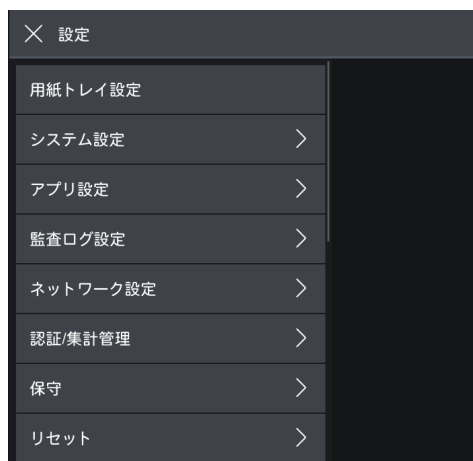 設定
用紙トレイ設定
システム設定
アプリ設定
監査ログ設定
ネットワーク設定
認証/集計管理
保守
リセット